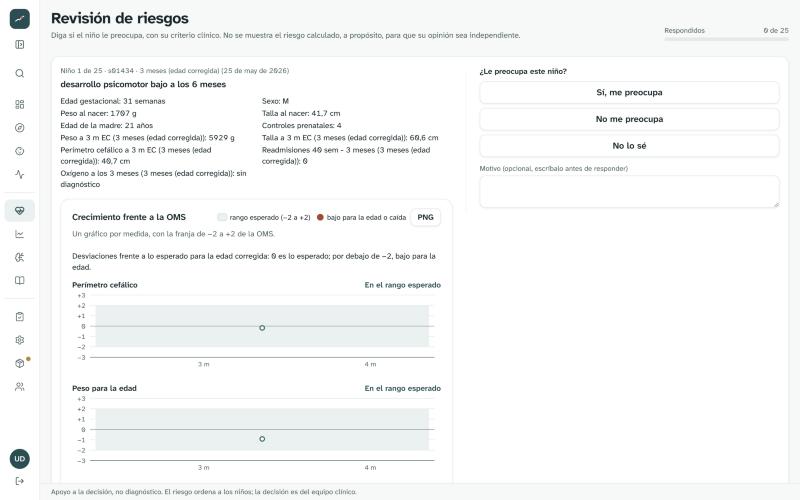 Revisión de riesgos
Diga si el niño le preocupa, con su criterio clínico. No se muestra el riesgo calculado, a propósito, para que su opinión sea independiente.
Respondidos
0 de 25
Niño 1 de 25 · s01434 · 3 meses (edad corregida) (25 de may de 2026)
desarrollo psicomotor bajo a los 6 meses
Edad gestacional: 31 semanas
Sexo: M
Peso al nacer: 1707 g
Talla al nacer: 41,7 cm
Edad de la madre: 21 años
Controles prenatales: 4
Peso a 3 m EC (3 meses (edad corregida)): 5929 g
Talla a 3 m EC (3 meses (edad corregida)): 60,6 cm
Perímetro cefálico a 3 m EC (3 meses (edad
corregida)): 40,7 cm
Readmisiones 40 sem - 3 meses (3 meses (edad
corregida)): 0
Oxígeno a los 3 meses (3 meses (edad corregida)): sin
diagnóstico
¿Le preocupa este niño?
Sí, me preocupa
No me preocupa
No lo sé
Motivo (opcional, escríbalo antes de responder)
Crecimiento frente a la OMS
rango esperado (−2 a +2)
bajo para la edad o caída
PNG
Un gráfico por medida, con la franja de −2 a +2 de la OMS.
Desviaciones frente a lo esperado para la edad corregida: 0 es lo esperado; por debajo de −2, bajo para la
edad.
Perímetro cefálico
En el rango esperado
+3
+2
+1
0
−1
−2
−3
3 m
4 m
Peso para la edad
En el rango esperado
+3
+2
+1
0
−1
−2
−3
3 m
4 m
UD
Apoyo a la decisión, no diagnóstico. El riesgo ordena a los niños; la decisión es del equipo clínico.